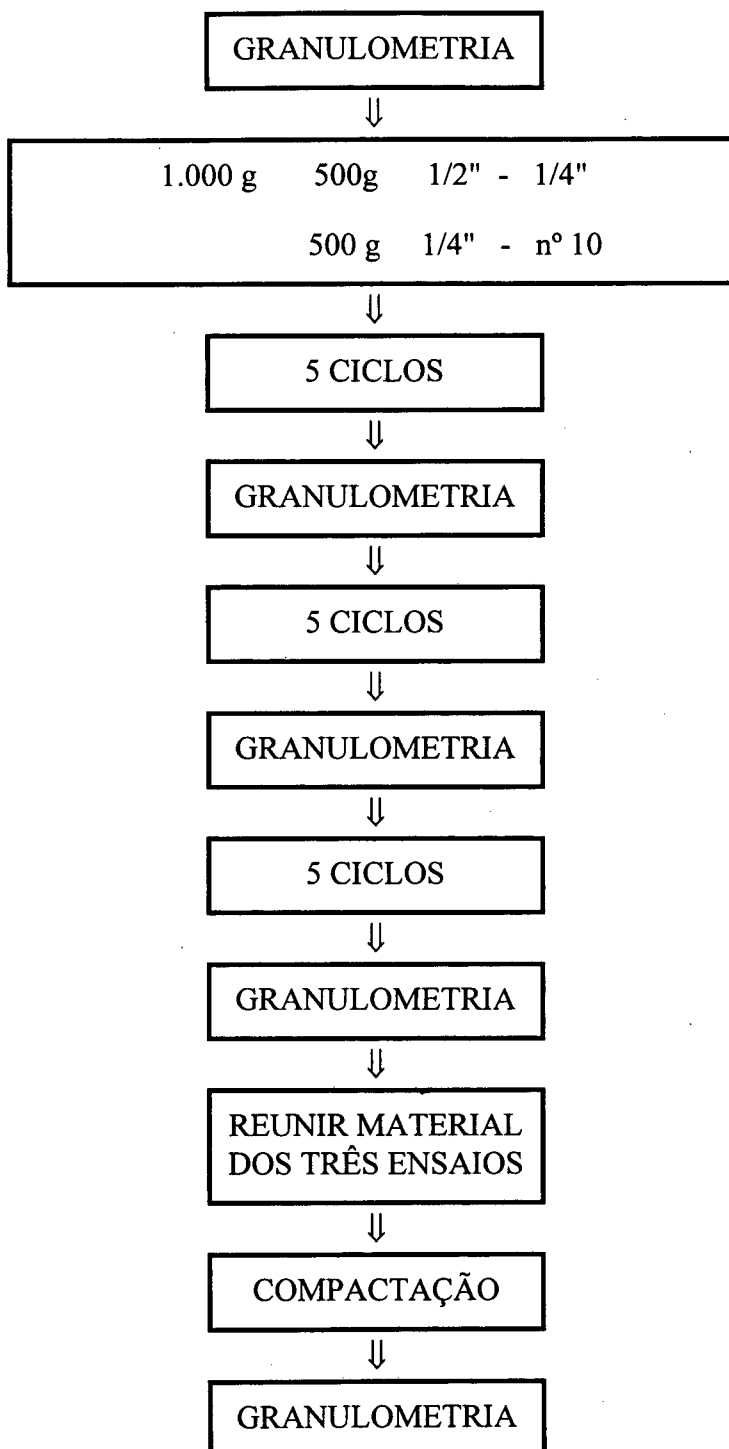 GRANULOMETRIA
⇓
1.000 g 500g 1/2" - 1/4"
500 g 1/4" - nº 10
⇓
5 CICLOS
⇓
GRANULOMETRIA
⇓
5 CICLOS
⇓
GRANULOMETRIA
⇓
5 CICLOS
⇓
GRANULOMETRIA
⇓
REUNIR MATERIAL
DOS TRÊS ENSAIOS
⇓
COMPACTAÇÃO
⇓
GRANULOMETRIA